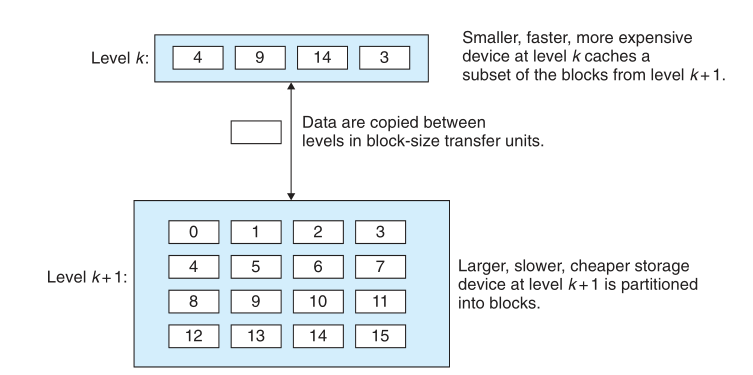 Level k:
4 9 14 3
Smaller, faster, more expensive
device at level k caches a
subset of the blocks from level k+1.
Data are copied between
levels in block-size transfer units.
Level k+1:
0 1 2 3
4 5 6 7
8 9 10 11
12 13 14 15
Larger, slower, cheaper storage
device at level k+1 is partitioned
into blocks.